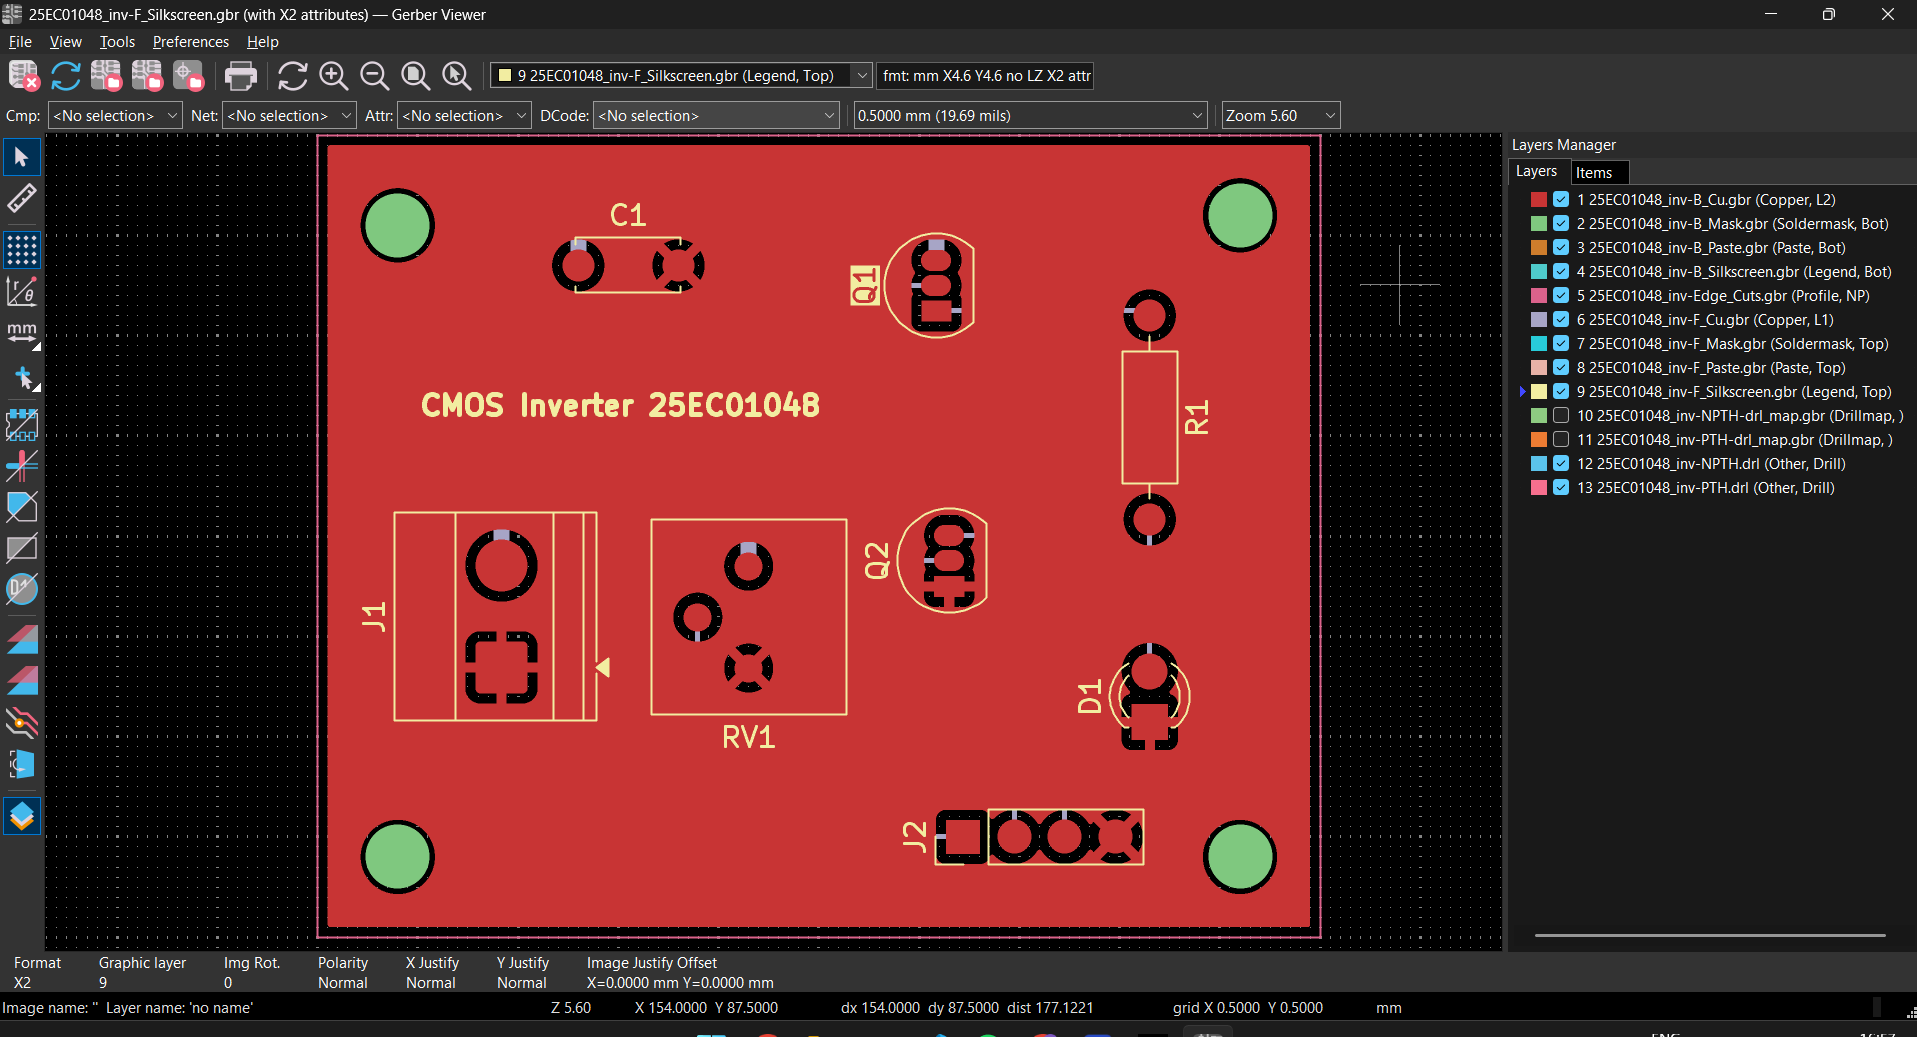 25EC01048_inv-F_Silkscreen.gbr (with X2 attributes) — Gerber Viewer
File View Tools Preferences Help
9 25EC01048_inv-F_Silkscreen.gbr (Legend, Top) fmt: mm X4.6 Y4.6 no LZ X2 attr
Cmp: <No selection> Net: <No selection> Attr: <No selection> DCode: <No selection> 0.5000 mm (19.69 mils) Zoom 5.60
r
θ
mm
D1
C1
Q1
CMOS Inverter 25EC01048
R1
Q2
J1
RV1
D1
J2
Layers Manager
Layers Items
1 25EC01048_inv-B_Cu.gbr (Copper, L2)
2 25EC01048_inv-B_Mask.gbr (Soldermask, Bot)
3 25EC01048_inv-B_Paste.gbr (Paste, Bot)
4 25EC01048_inv-B_Silkscreen.gbr (Legend, Bot)
5 25EC01048_inv-Edge_Cuts.gbr (Profile, NP)
6 25EC01048_inv-F_Cu.gbr (Copper, L1)
7 25EC01048_inv-F_Mask.gbr (Soldermask, Top)
8 25EC01048_inv-F_Paste.gbr (Paste, Top)
9 25EC01048_inv-F_Silkscreen.gbr (Legend, Top)
10 25EC01048_inv-NPTH-drl_map.gbr (Drillmap, )
11 25EC01048_inv-PTH-drl_map.gbr (Drillmap, )
12 25EC01048_inv-NPTH.drl (Other, Drill)
13 25EC01048_inv-PTH.drl (Other, Drill)
Format Graphic layer Img Rot. Polarity X Justify Y Justify Image Justify Offset
X2 9 0 Normal Normal Normal X=0.0000 mm Y=0.0000 mm
Image name: '' Layer name: 'no name' Z 5.60 X 154.0000 Y 87.5000 dx 154.0000 dy 87.5000 dist 177.1221 grid X 0.5000 Y 0.5000 mm